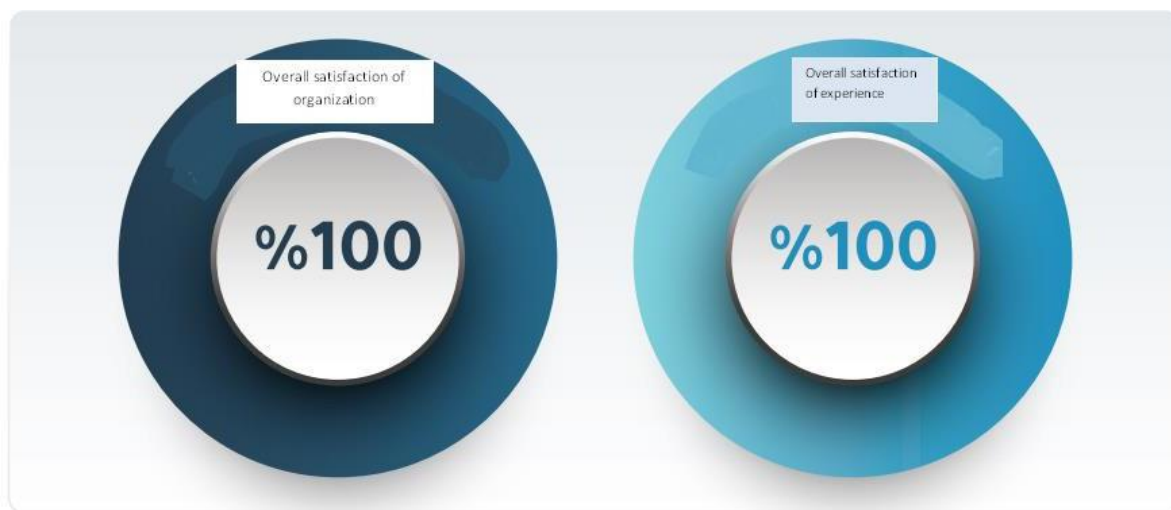 Overall satisfaction of
organization
%100
Overall satisfaction
of experience
%100